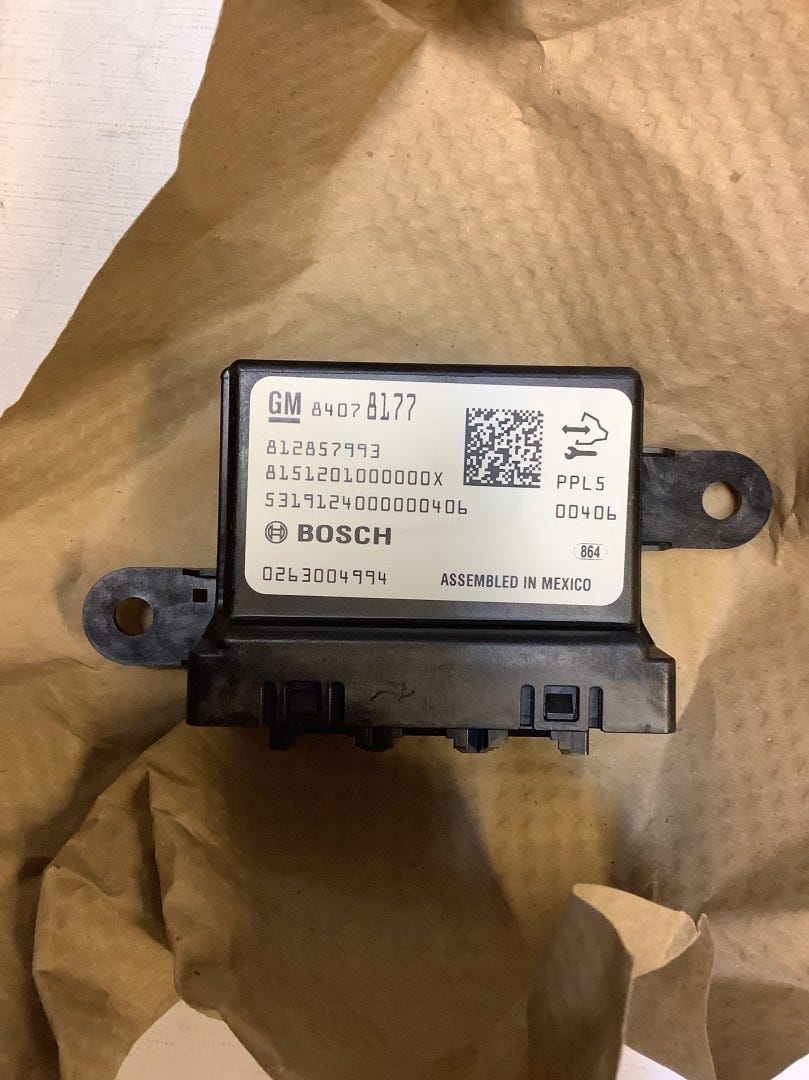 GM 84078177
812857993
8151201000000X
5319124000000406
PPL5
00406
BOSCH
864
0263004994
ASSEMBLED IN MEXICO